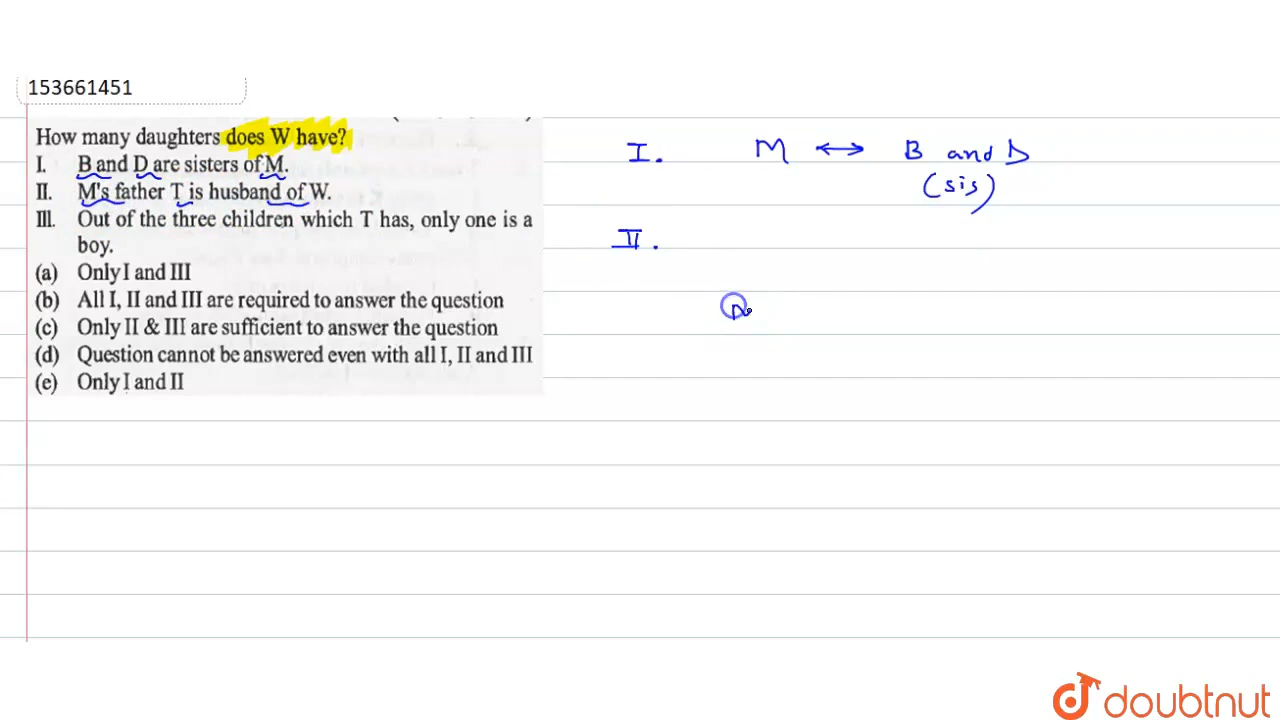 153661451
How many daughters does W have?
I. B and D are sisters of M.
II. M's father T is husband of W.
III. Out of the three children which T has, only one is a
boy.
(a) Only I and III
(b) All I, II and III are required to answer the question
(c) Only II & III are sufficient to answer the question
(d) Question cannot be answered even with all I, II and III
(e) Only I and II
I. M ↔ B and D
(sis)
II.
doubtnut